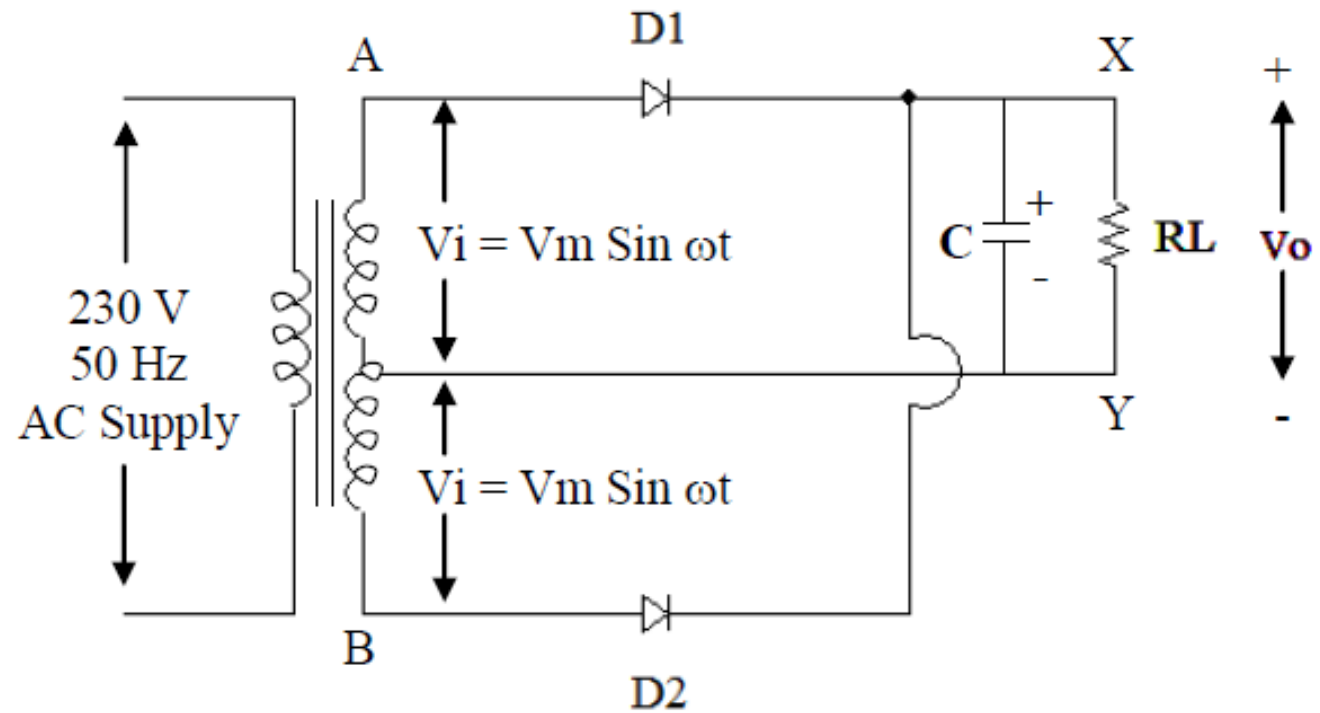 D1
A
X
+
Vi = Vm Sin ωt
+
C
-
RL
Vo
230 V
50 Hz
AC Supply
Y
-
Vi = Vm Sin ωt
B
D2